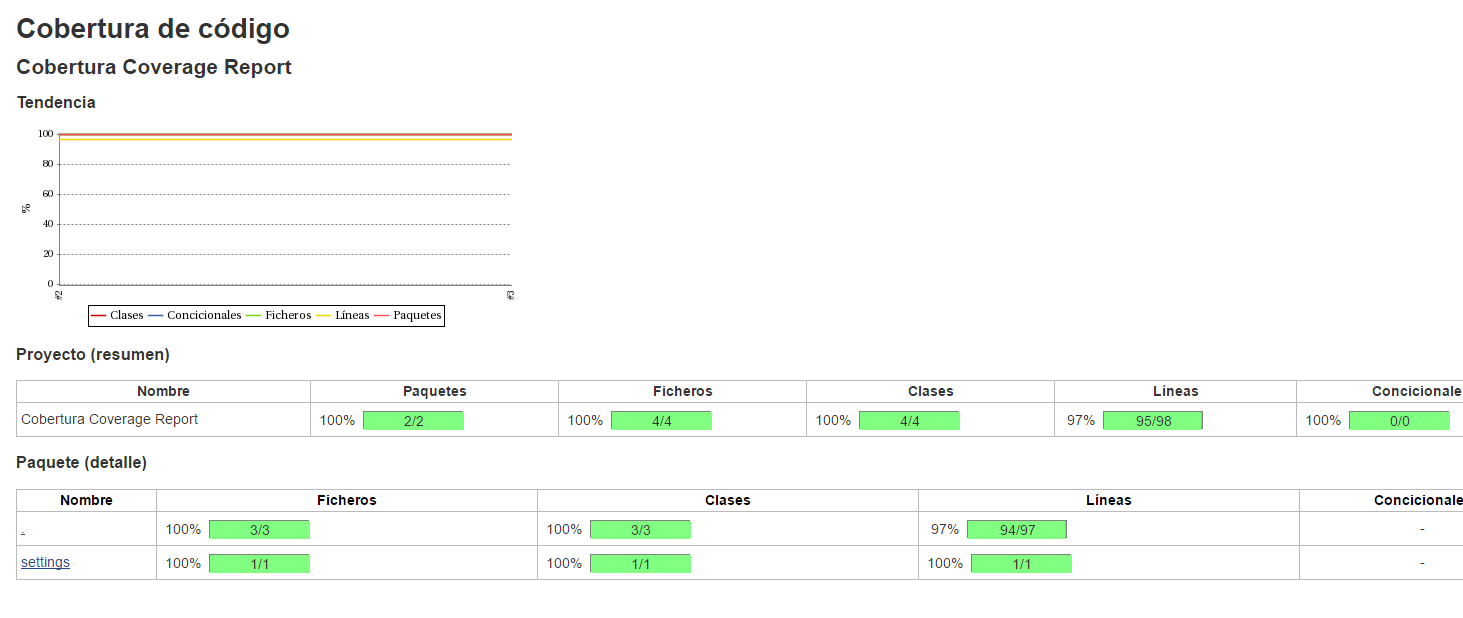 Cobertura de código
Cobertura Coverage Report
Tendencia
100
80
60
40
20
0
%
#2
#3
Clases Concicionales Ficheros Líneas Paquetes
Proyecto (resumen)
Nombre Paquetes Ficheros Clases Líneas Concicionale
Cobertura Coverage Report 100% 2/2 100% 4/4 100% 4/4 97% 95/98 100% 0/0
Paquete (detalle)
Nombre Ficheros Clases Líneas Concicionale
. 100% 3/3 100% 3/3 97% 94/97 -
settings 100% 1/1 100% 1/1 100% 1/1 -